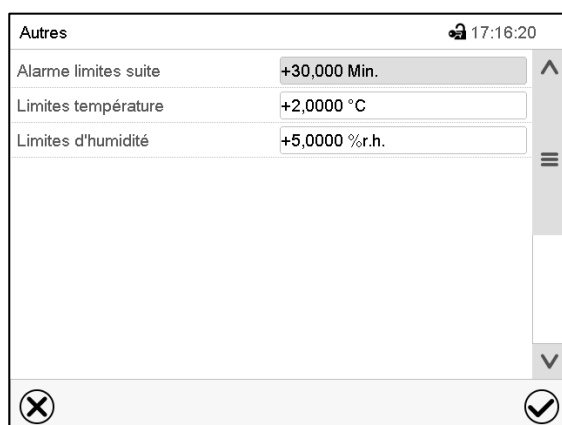 Autres 17:16:20
Alarme limites suite +30,000 Min.
Limites température +2,0000 °C
Limites d'humidité +5,0000 %r.h.